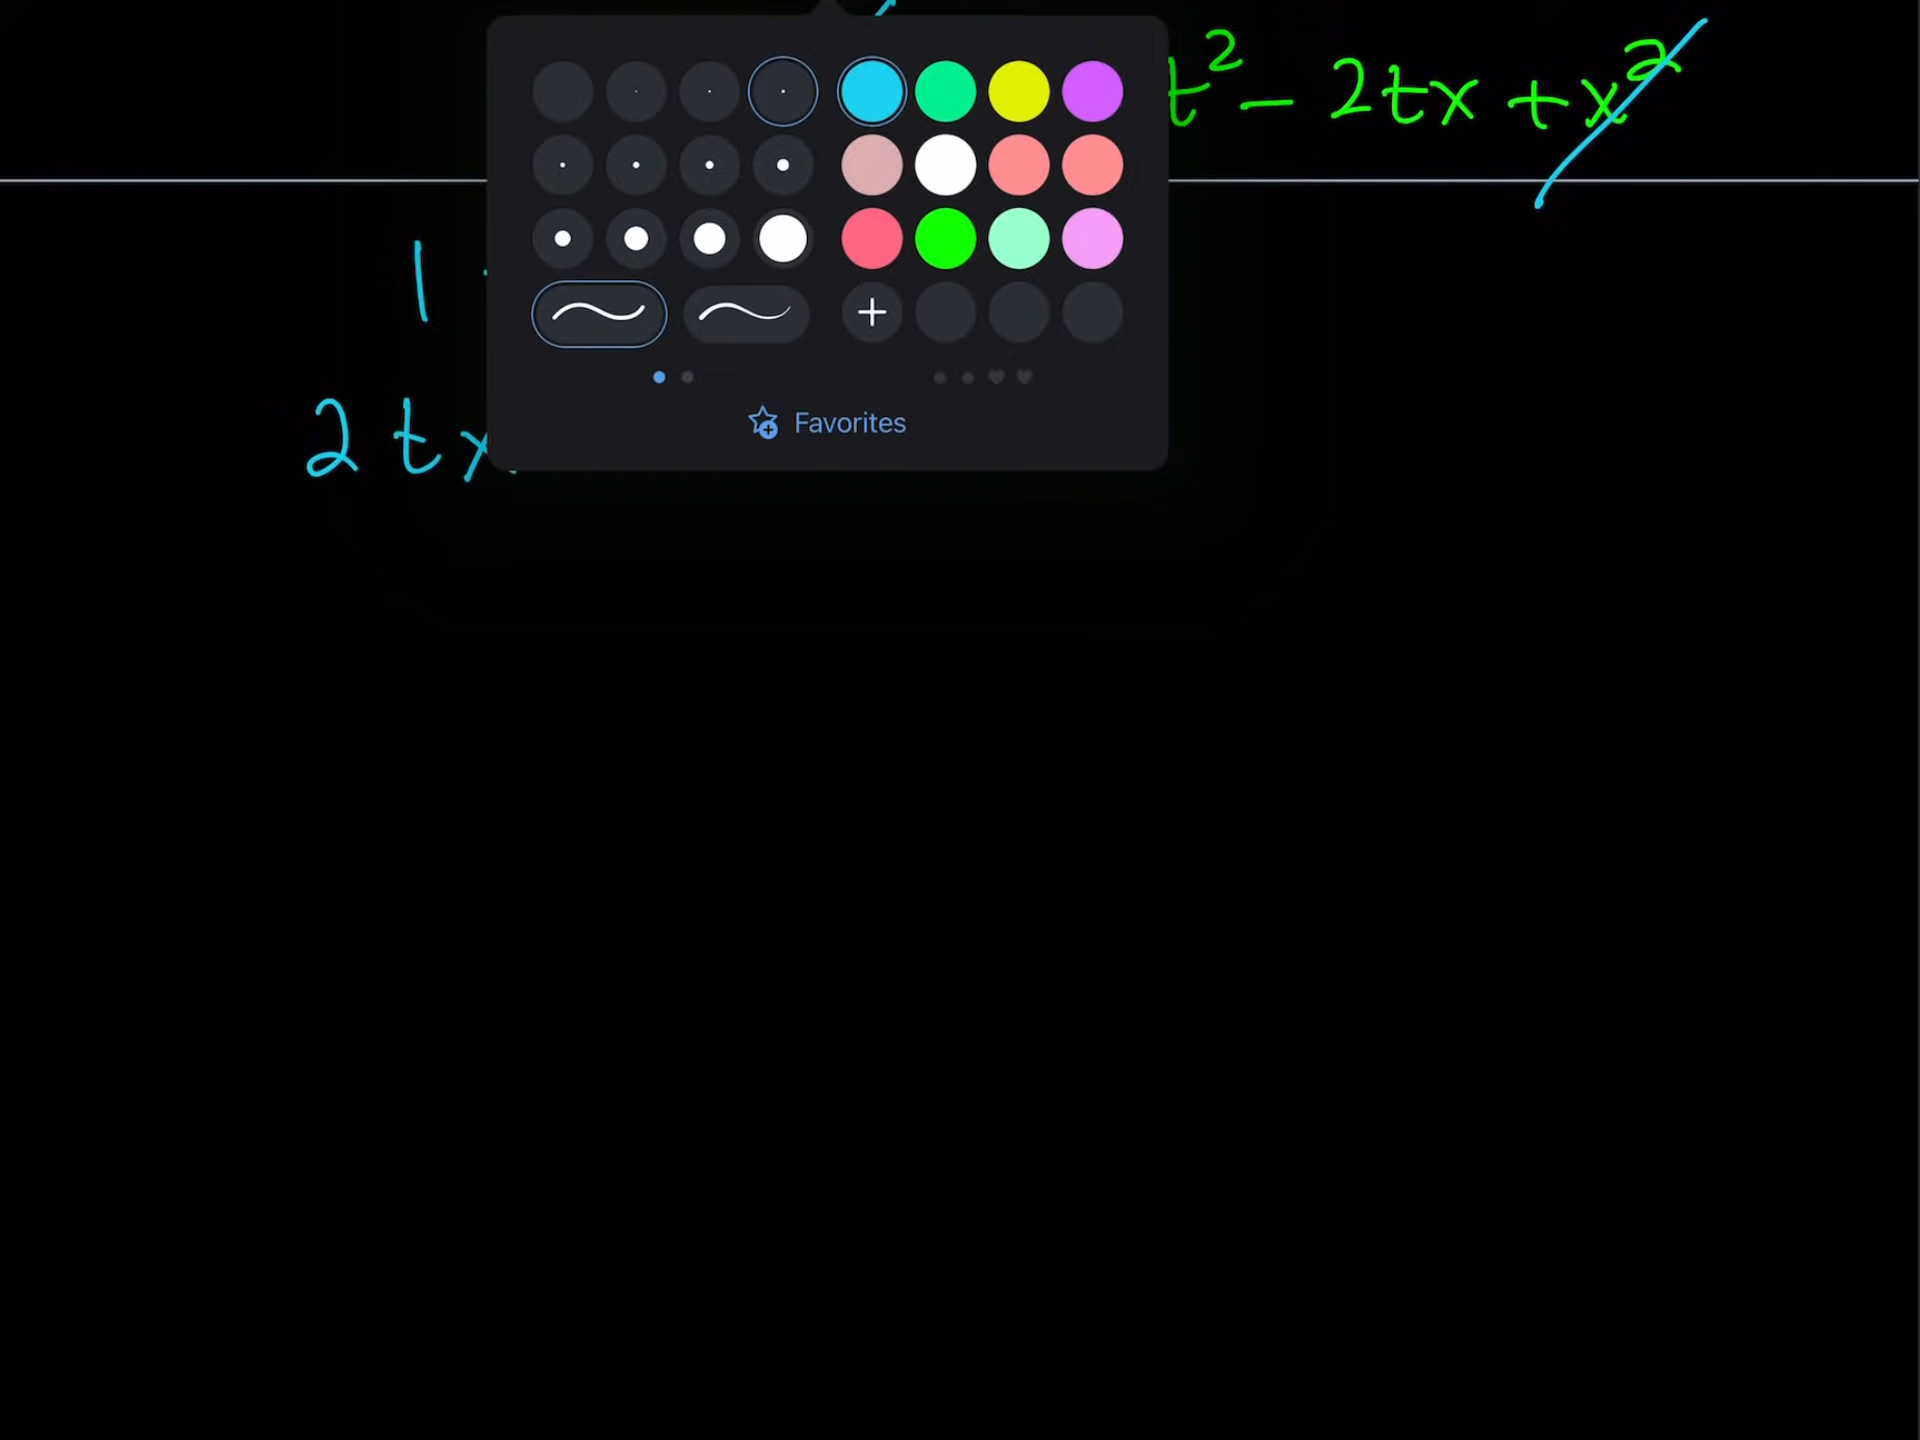 t² - 2tx + x²
1
2tx
Favorites